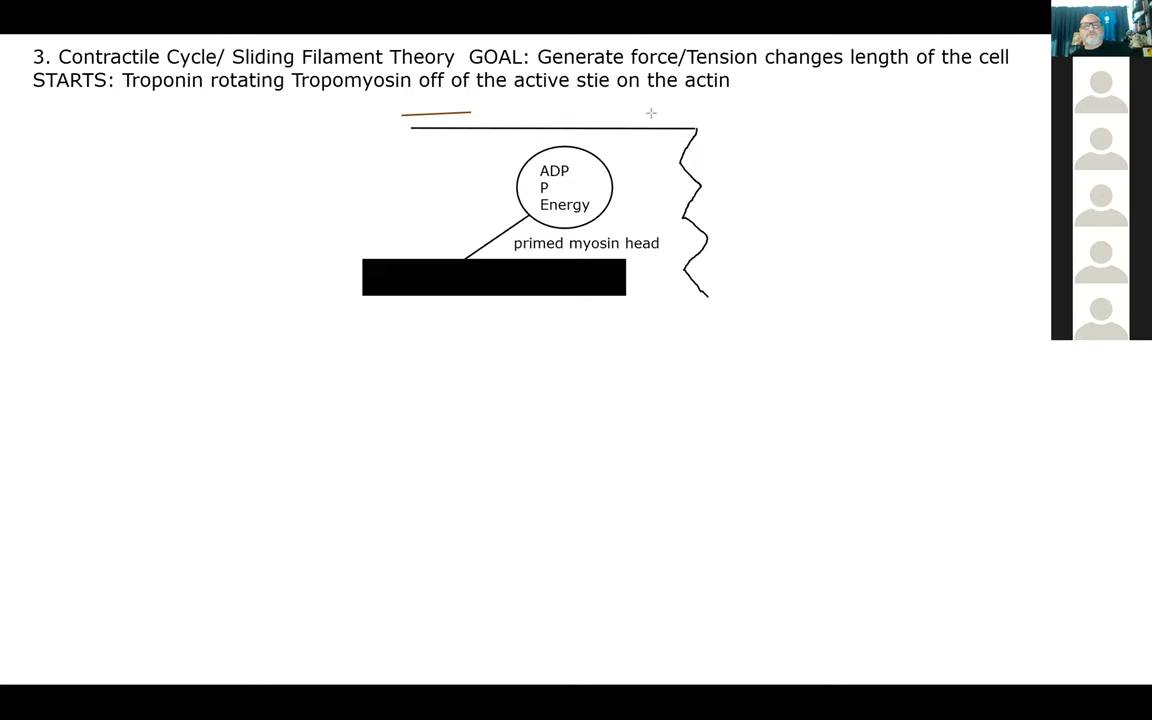 3. Contractile Cycle/ Sliding Filament Theory  GOAL: Generate force/Tension changes length of the cell
STARTS: Troponin rotating Tropomyosin off of the active stie on the actin
ADP
P
Energy
primed myosin head